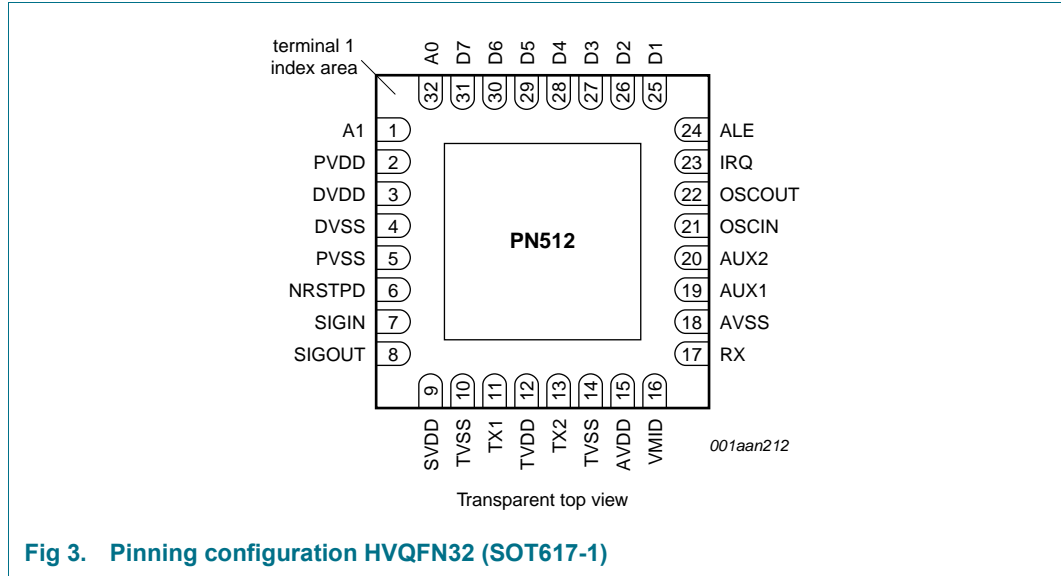 terminal 1
index area
A0
D7
D6
D5
D4
D3
D2
D1
32
31
30
29
28
27
26
25
A1 1
PVDD 2
DVDD 3
DVSS 4
PVSS 5
NRSTPD 6
SIGIN 7
SIGOUT 8
PN512
24 ALE
23 IRQ
22 OSCOUT
21 OSCIN
20 AUX2
19 AUX1
18 AVSS
17 RX
9
10
11
12
13
14
15
16
SVDD
TVSS
TX1
TVDD
TX2
TVSS
AVDD
VMID
001aan212
Transparent top view
Fig 3. Pinning configuration HVQFN32 (SOT617-1)